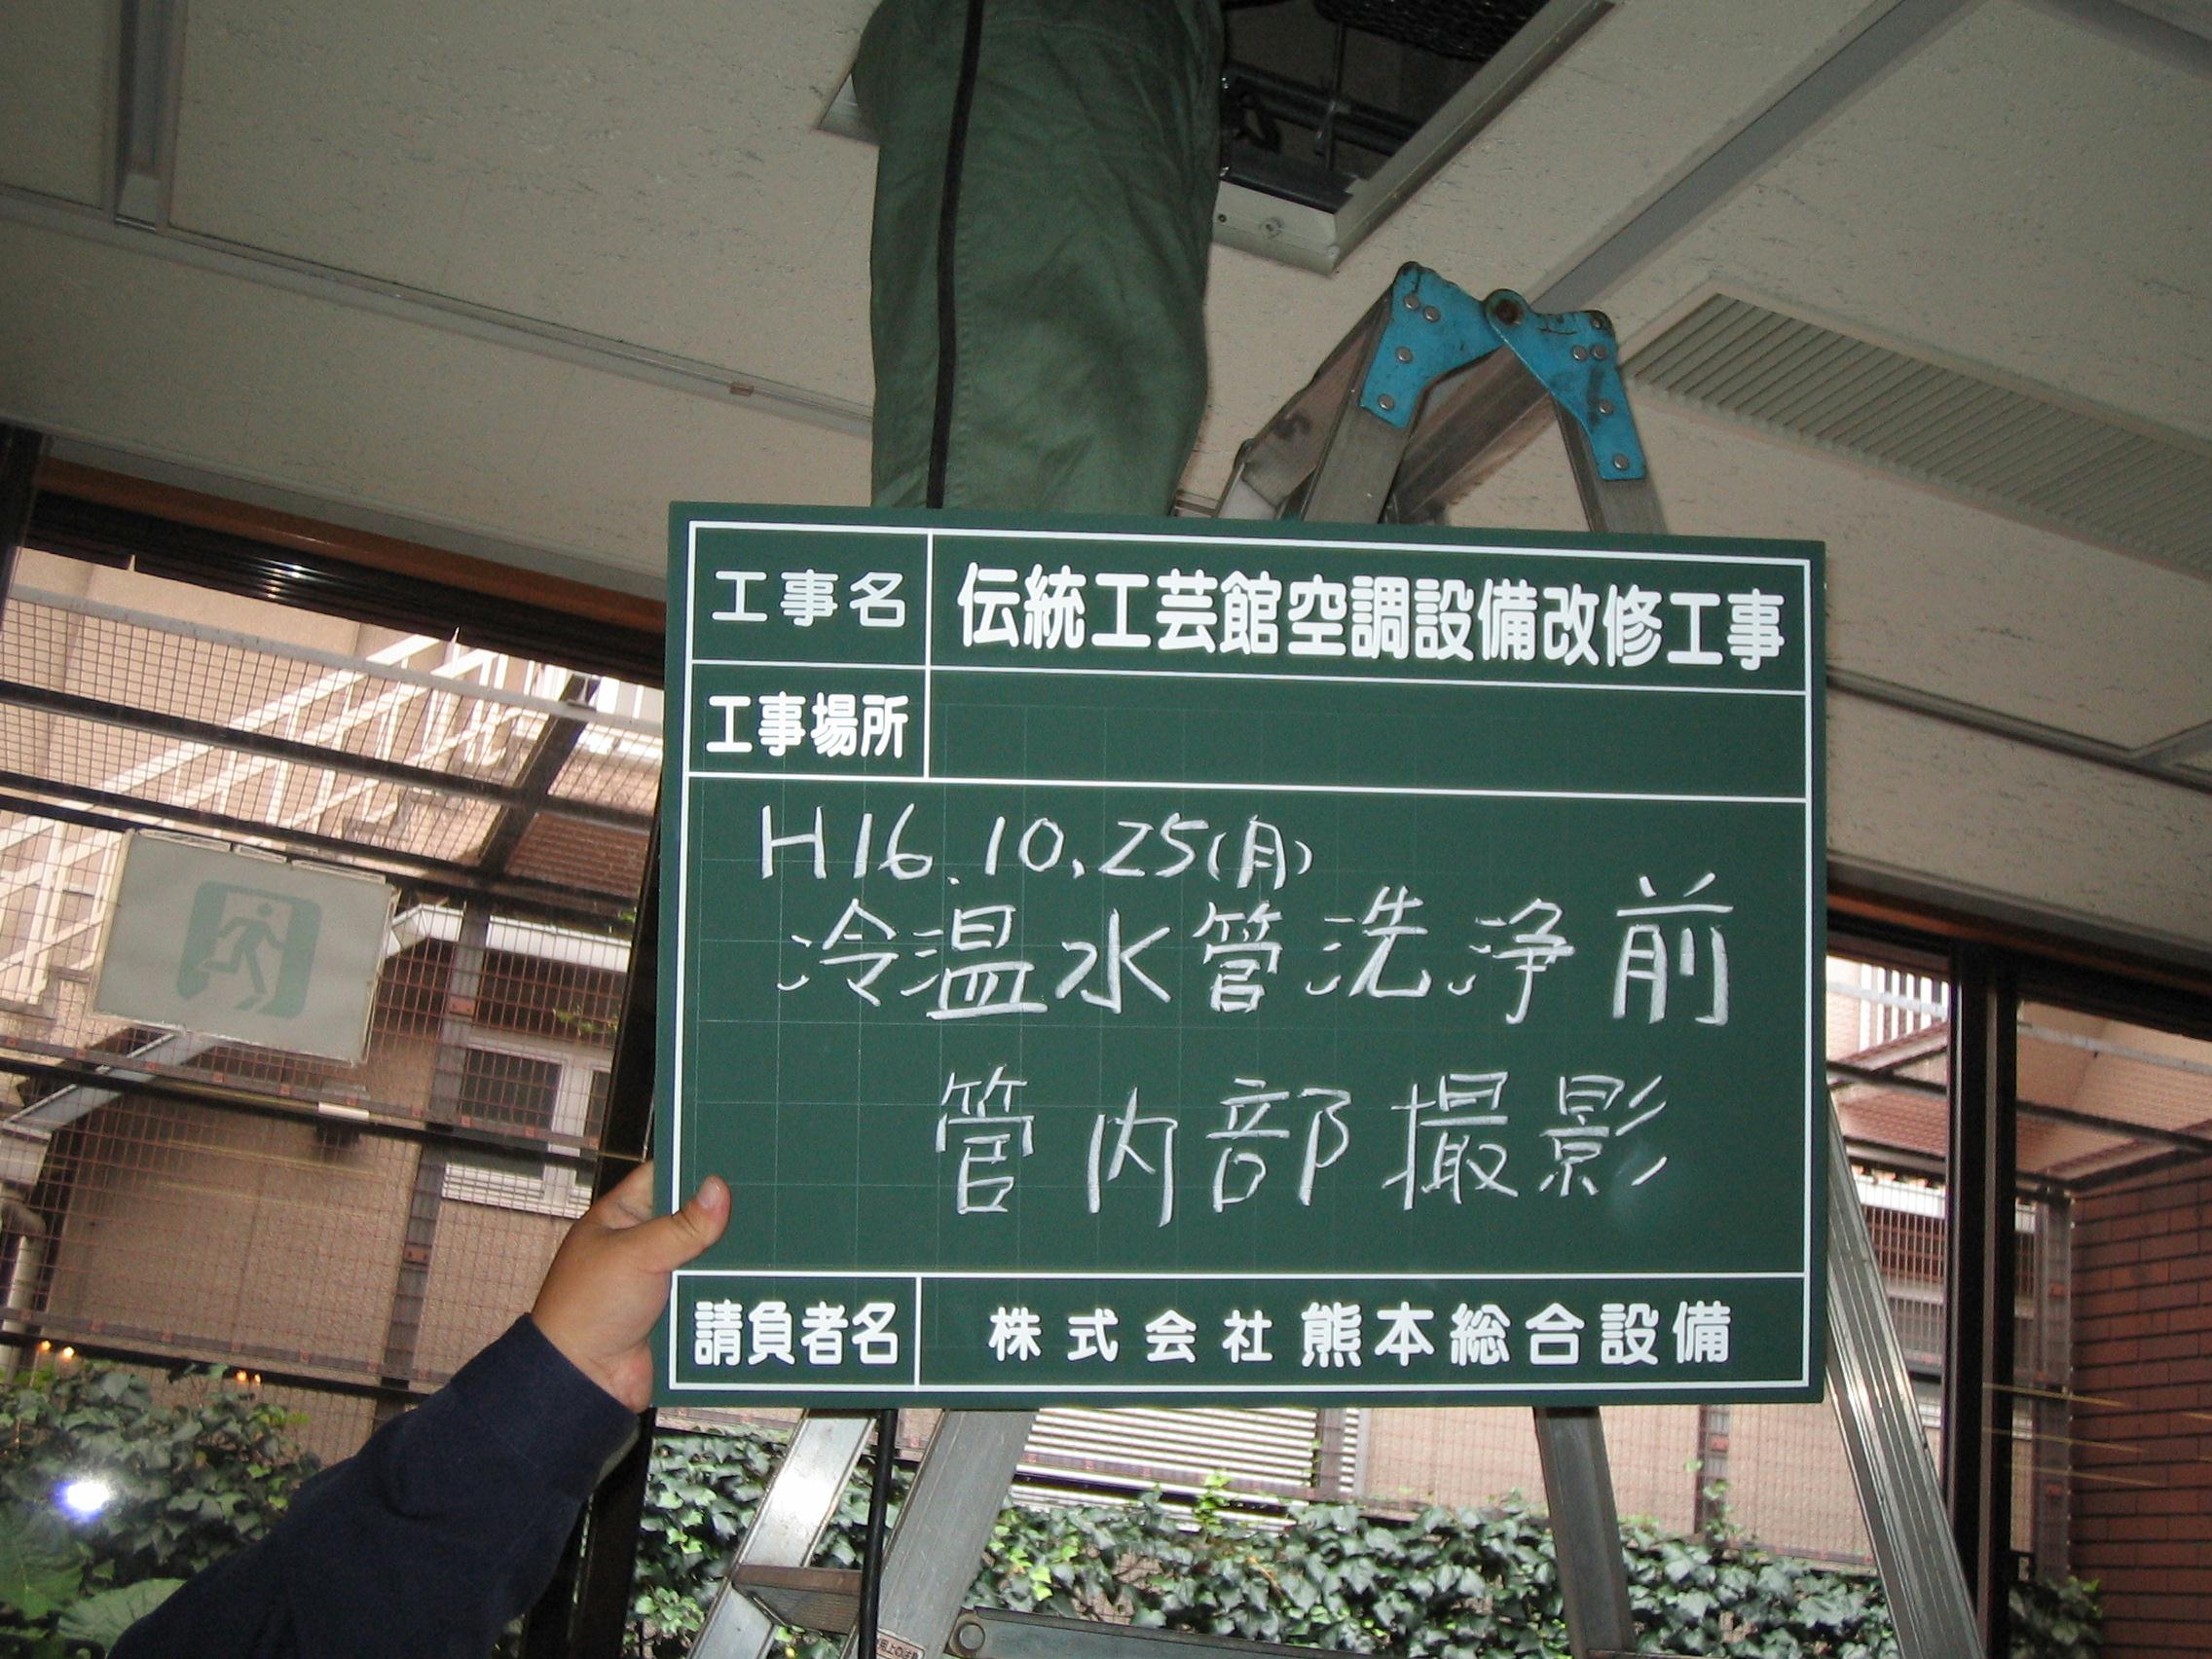 工事名 伝統工芸館空調設備改修工事
工事場所
H16.10.25(月)
冷温水管洗浄前
管内部撮影
請負者名 株式会社 熊本総合設備